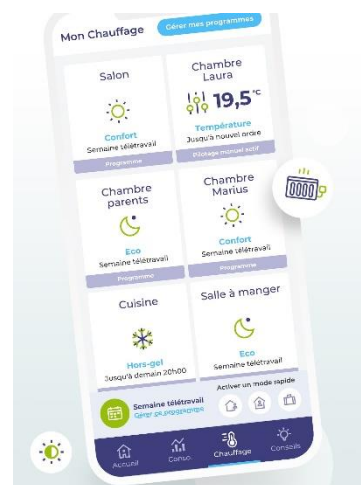 Mon Chauffage
Gérer mes programmes
Salon
Confort
Semaine télétravail
Programme
Chambre
Laura
19,5°C
Température
Jusqu'à nouvel ordre
Pilotage manuel actif
Chambre
parents
Eco
Semaine télétravail
Programme
Chambre
Marius
Confort
Semaine télétravail
Programme
Cuisine
Hors-gel
Jusqu'à demain 20h00
Salle à manger
Eco
Semaine télétravail
Semaine télétravail
Gérer ce programme
Activer un mode rapide
Accueil
Conso.
Chauffage
Conseils